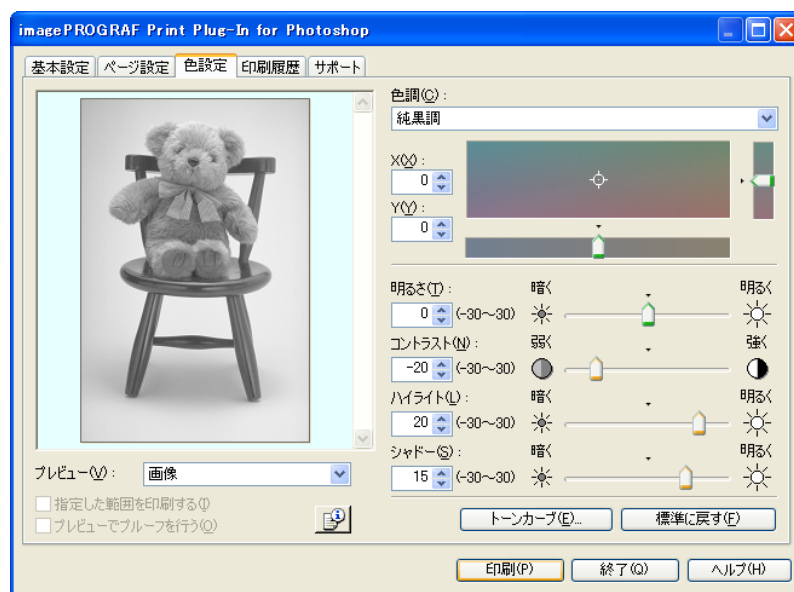 imagePROGRAF Print Plug-In for Photoshop
基本設定 ページ設定 色設定 印刷履歴 サポート
色調(C) :
純黒調
X(X) :
0
Y(Y) :
0
明るさ(T) : 暗く 明るく
0 (-30～30)
コントラスト(N) : 弱く 強く
-20 (-30～30)
ハイライト(L) : 暗く 明るく
20 (-30～30)
シャドー(S) : 暗く 明るく
15 (-30～30)
プレビュー(V) : 画像
指定した範囲を印刷する(I)
プレビューでプルーフを行う(O)
トーンカーブ(E)... 標準に戻す(F)
印刷(P) 終了(Q) ヘルプ(H)